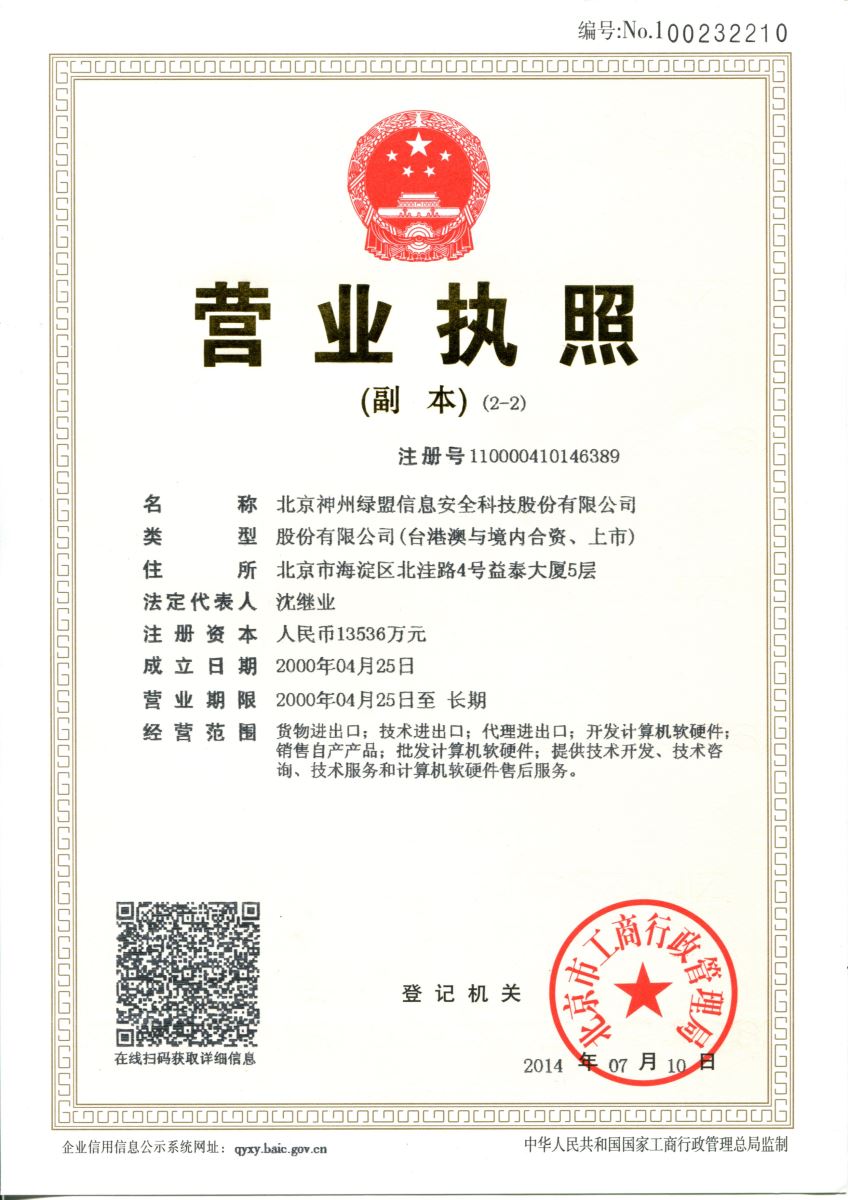 编号:No.100232210
营业执照
(副 本) (2-2)
注册号110000410146389
名 称 北京神州绿盟信息安全科技股份有限公司
类 型 股份有限公司(台港澳与境内合资、上市)
住 所 北京市海淀区北洼路4号益泰大厦5层
法定代表人 沈继业
注册资本 人民币13536万元
成立日期 2000年04月25日
营业期限 2000年04月25日至 长期
经营范围 货物进出口；技术进出口；代理进出口；开发计算机软硬件；
销售自产产品；批发计算机软硬件；提供技术开发、技术咨
询、技术服务和计算机软硬件售后服务。
北京市工商行政管理局
登记机关
在线扫码获取详细信息
2014 年 07 月 10 日
企业信用信息公示系统网址：qyxy.baic.gov.cn
中华人民共和国国家工商行政管理总局监制